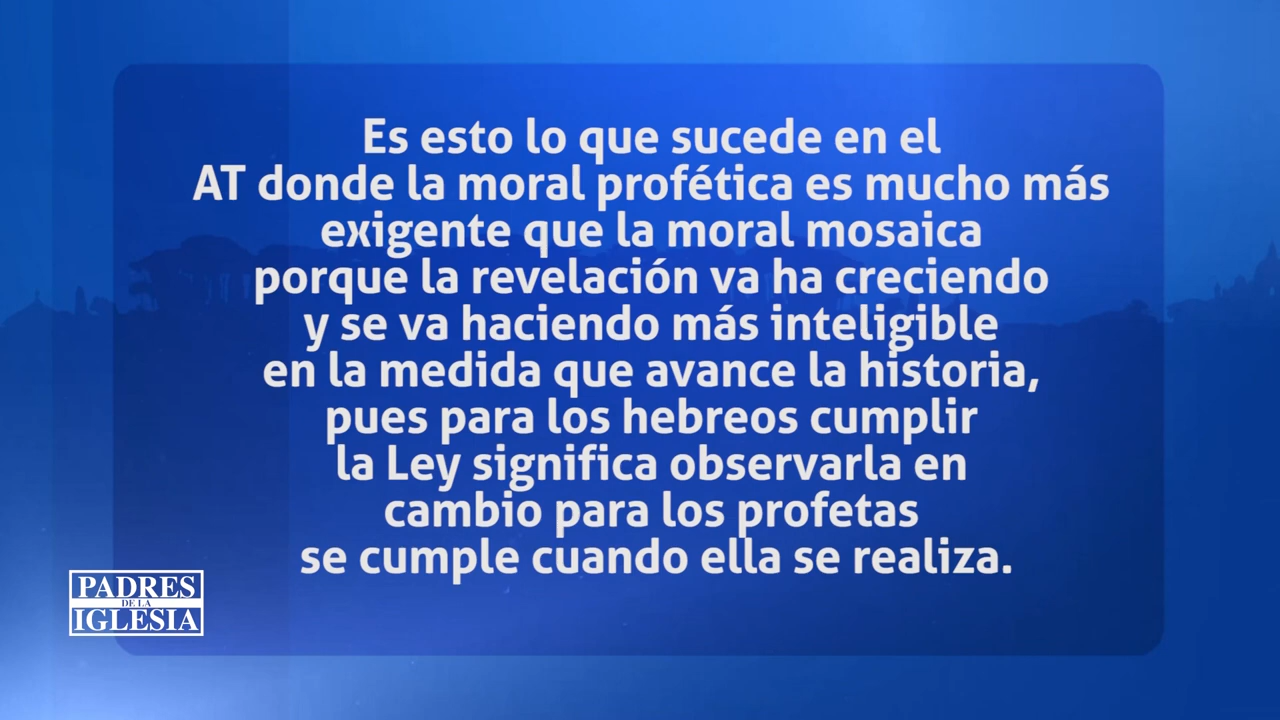 Es esto lo que sucede en el
AT donde la moral profética es mucho más
exigente que la moral mosaica
porque la revelación va ha creciendo
y se va haciendo más inteligible
en la medida que avance la historia,
pues para los hebreos cumplir
la Ley significa observarla en
cambio para los profetas
se cumple cuando ella se realiza.
PADRES
DE LA
IGLESIA